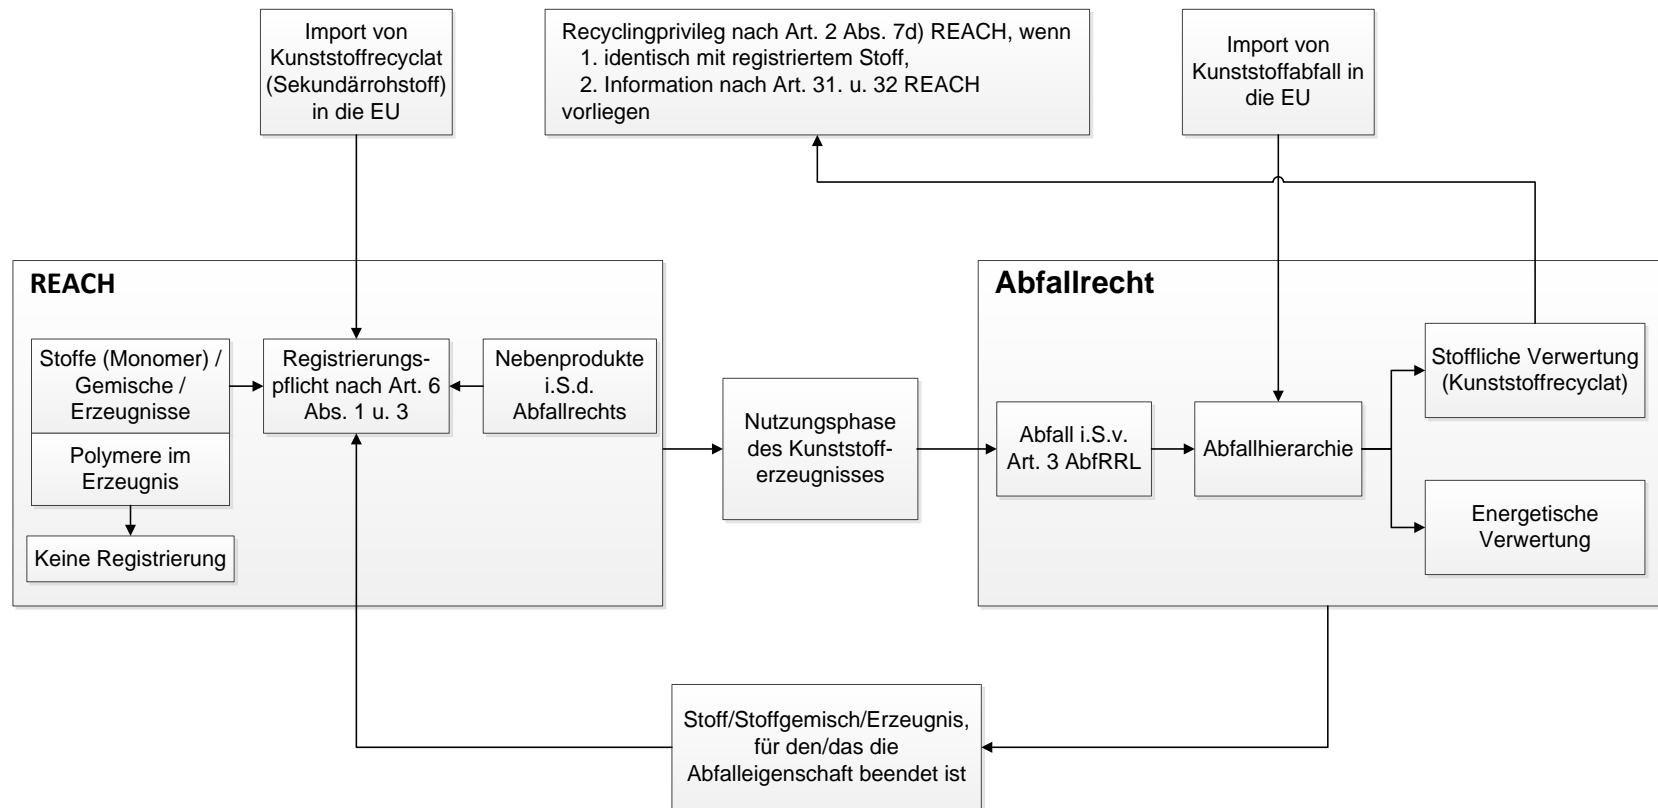 Import von
Kunststoffrecyclat
(Sekundärrohstoff)
in die EU
Recyclingprivileg nach Art. 2 Abs. 7d) REACH, wenn
1. identisch mit registriertem Stoff,
2. Information nach Art. 31. u. 32 REACH
vorliegen
Import von
Kunststoffabfall in
die EU
REACH
Stoffe (Monomer) /
Gemische /
Erzeugnisse
Polymere im
Erzeugnis
Keine Registrierung
Registrierungs-
pflicht nach Art. 6
Abs. 1 u. 3
Nebenprodukte
i.S.d.
Abfallrechts
Nutzungsphase
des Kunststoff-
erzeugnisses
Abfallrecht
Abfall i.S.v.
Art. 3 AbfRRL
Abfallhierarchie
Stoffliche Verwertung
(Kunststoffrecyclat)
Energetische
Verwertung
Stoff/Stoffgemisch/Erzeugnis,
für den/das die
Abfalleigenschaft beendet ist